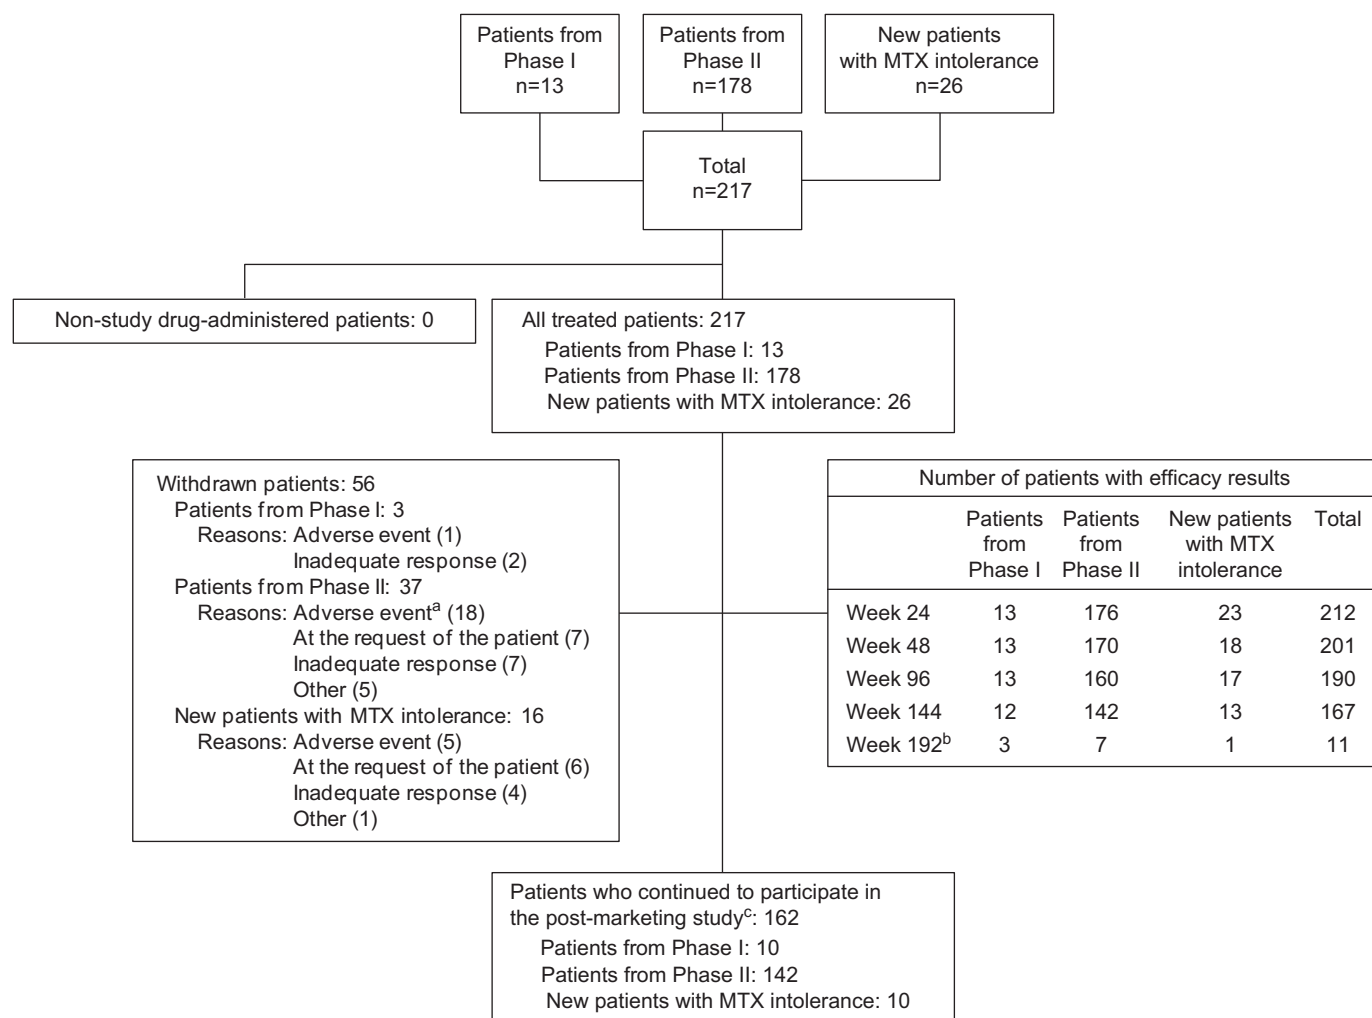 Patients from
Phase I
n=13
Patients from
Phase II
n=178
New patients
with MTX intolerance
n=26
Total
n=217
Non-study drug-administered patients: 0
All treated patients: 217
Patients from Phase I: 13
Patients from Phase II: 178
New patients with MTX intolerance: 26
Withdrawn patients: 56
Patients from Phase I: 3
Reasons: Adverse event (1)
Inadequate response (2)
Patients from Phase II: 37
Reasons: Adverse eventᵃ (18)
At the request of the patient (7)
Inadequate response (7)
Other (5)
New patients with MTX intolerance: 16
Reasons: Adverse event (5)
At the request of the patient (6)
Inadequate response (4)
Other (1)
Number of patients with efficacy results
Patients from Phase I Patients from Phase II New patients with MTX intolerance Total
Week 24 13 176 23 212
Week 48 13 170 18 201
Week 96 13 160 17 190
Week 144 12 142 13 167
Week 192ᵇ 3 7 1 11
Patients who continued to participate in
the post-marketing studyᶜ: 162
Patients from Phase I: 10
Patients from Phase II: 142
New patients with MTX intolerance: 10